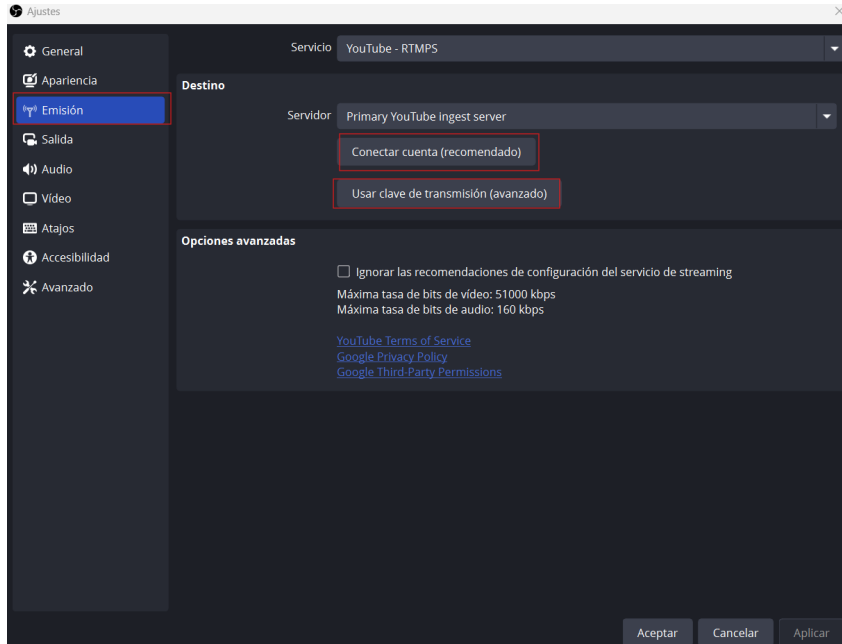 Ajustes
General
Apariencia
Emisión
Salida
Audio
Vídeo
Atajos
Accesibilidad
Avanzado
Servicio YouTube - RTMPS
Destino
Servidor Primary YouTube ingest server
Conectar cuenta (recomendado)
Usar clave de transmisión (avanzado)
Opciones avanzadas
Ignorar las recomendaciones de configuración del servicio de streaming
Máxima tasa de bits de vídeo: 51000 kbps
Máxima tasa de bits de audio: 160 kbps
YouTube Terms of Service
Google Privacy Policy
Google Third-Party Permissions
Aceptar Cancelar Aplicar